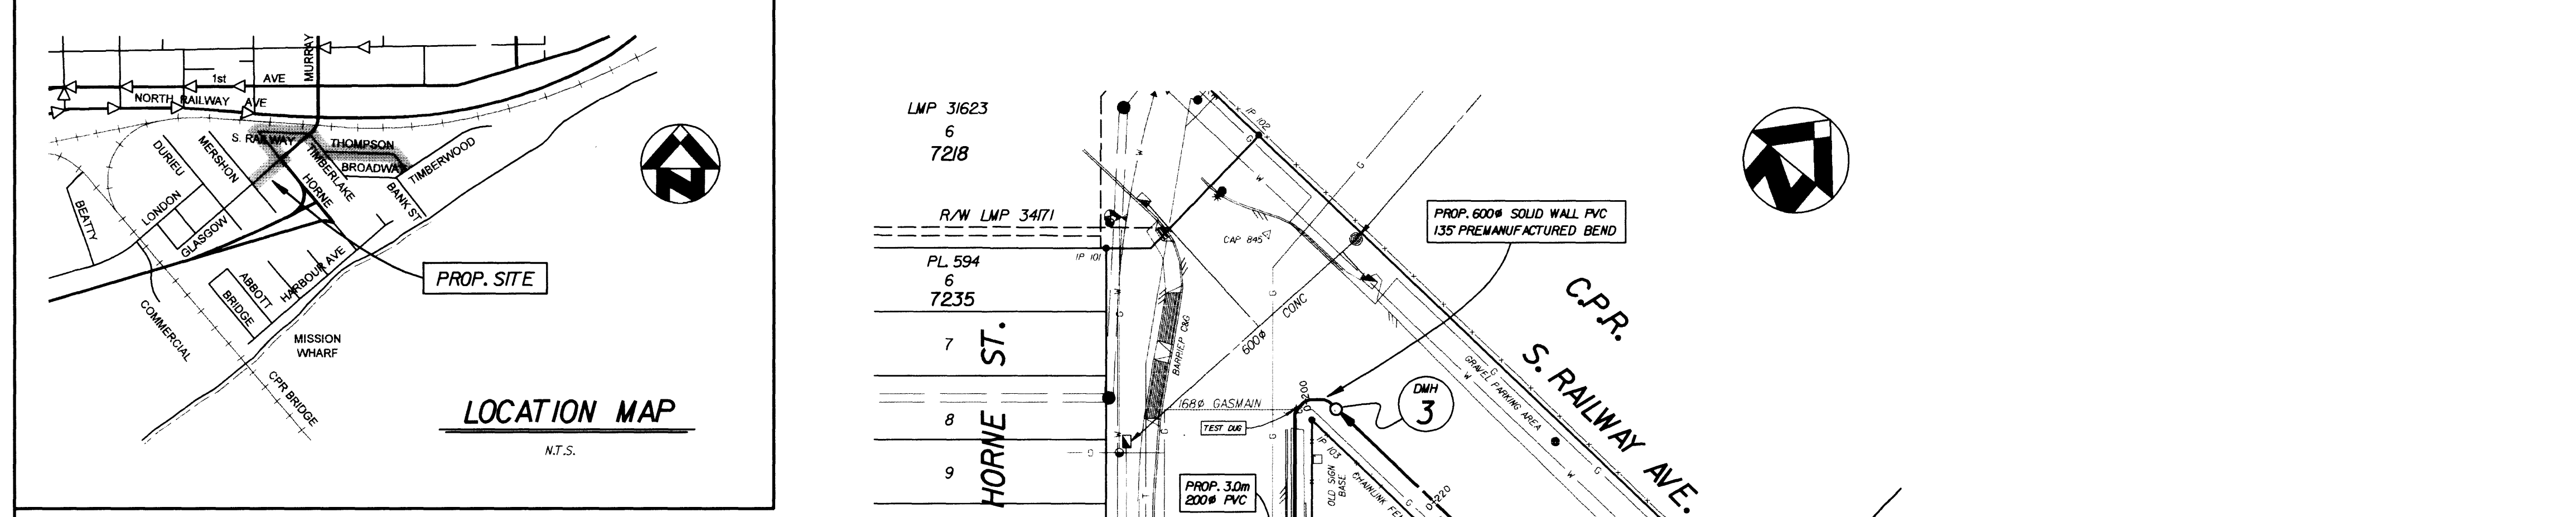 MURRAY
1st AVE
NORTH RAILWAY AVE
S. RAILWAY
THOMPSON
BROADWAY
TIMBERWOOD
DURIEU
MERSHON
TIMBERLAKE
HORNE
BANK ST
BEATTY
LONDON
GLASGOW
HARBOUR AVE
ABBOTT
BRIDGE
COMMERCIAL
MISSION
WHARF
CPR BRIDGE
PROP. SITE
LOCATION MAP
N.T.S.
N
LMP 31623
6
7218
R/W LMP 34171
PL. 594
6
7235
7
8
9
HORNE ST.
IP 101
IP 102
CAP 845
BARRIER C&G
600ø CONC
168ø GASMAIN
TEST DUG
PROP. 3.0m
200ø PVC
IP 103
OLD SIGN
BASE
CHAINLINK
D-200
D-220
DMH
3
PROP. 600ø SOLID WALL PVC
135° PREMANUFACTURED BEND
GRAVEL PARKING AREA
C.P.R.
S. RAILWAY AVE.
N